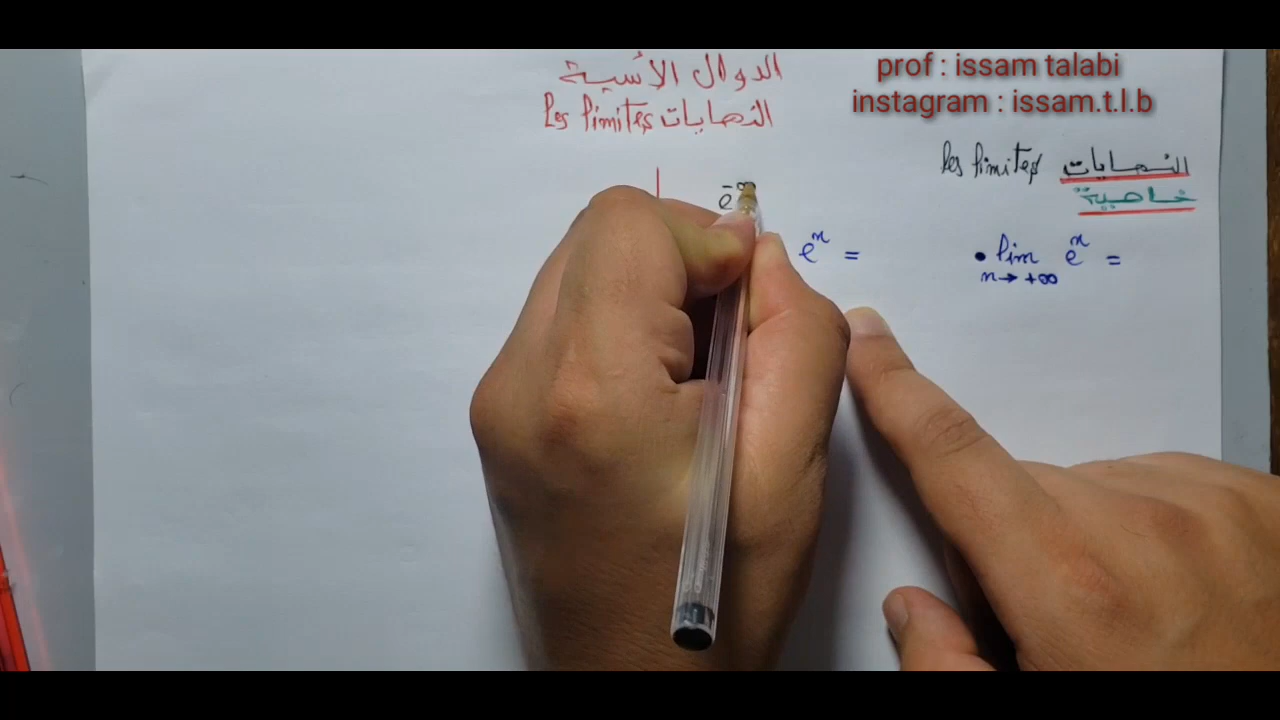 الدوال الأسية
النهايات Les limites
prof : issam talabi
instagram : issam.t.l.b
النهايات les limites
خاصية
e^-∞
• lim e^x =
x→ +∞
e^x =